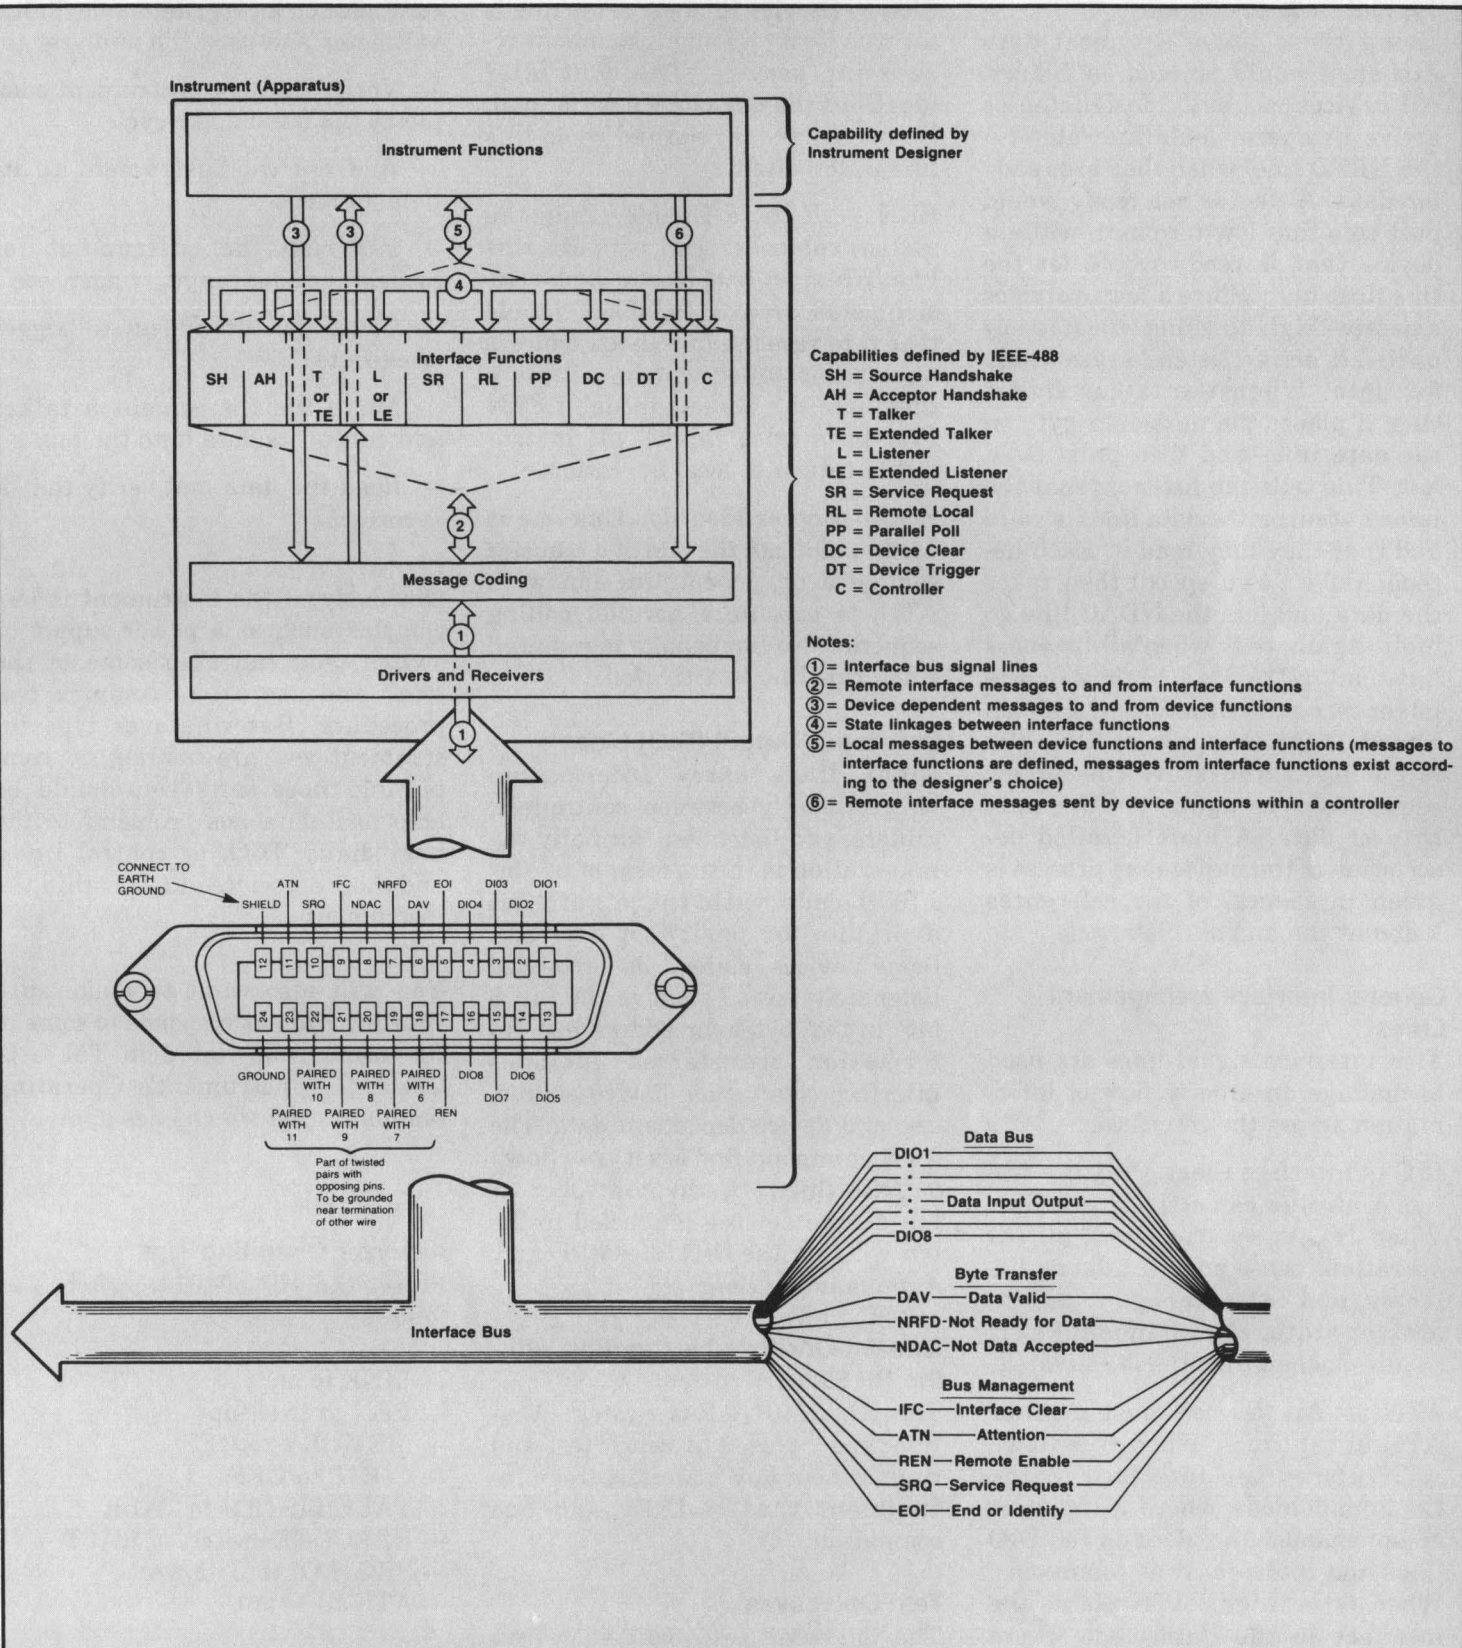 Instrument (Apparatus)
Instrument Functions
Capability defined by
Instrument Designer
3
3
5
6
4
Interface Functions
SH
AH
T
or
TE
L
or
LE
SR
RL
PP
DC
DT
C
2
Message Coding
1
Drivers and Receivers
1
Capabilities defined by IEEE-488
SH = Source Handshake
AH = Acceptor Handshake
T = Talker
TE = Extended Talker
L = Listener
LE = Extended Listener
SR = Service Request
RL = Remote Local
PP = Parallel Poll
DC = Device Clear
DT = Device Trigger
C = Controller
Notes:
① = Interface bus signal lines
② = Remote interface messages to and from interface functions
③ = Device dependent messages to and from device functions
④ = State linkages between interface functions
⑤ = Local messages between device functions and interface functions (messages to
interface functions are defined, messages from interface functions exist accord-
ing to the designer's choice)
⑥ = Remote interface messages sent by device functions within a controller
CONNECT TO
EARTH
GROUND
ATN IFC NRFD EOI DI03 DIO1
SHIELD SRQ NDAC DAV DIO4 DIO2
12 11 10 9 8 7 6 5 4 3 2 1
24 23 22 21 20 19 18 17 16 15 14 13
GROUND
PAIRED
WITH
10
PAIRED
WITH
8
PAIRED
WITH
6
DIO8
DIO6
PAIRED
WITH
11
PAIRED
WITH
9
PAIRED
WITH
7
REN
DIO7
DIO5
Part of twisted
pairs with
opposing pins.
To be grounded
near termination
of other wire
Interface Bus
Data Bus
DIO1
Data Input Output
DIO8
Byte Transfer
DAV Data Valid
NRFD-Not Ready for Data
NDAC-Not Data Accepted
Bus Management
IFC Interface Clear
ATN Attention
REN Remote Enable
SRQ Service Request
EOI End or Identify